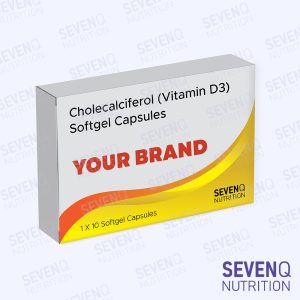 Cholecalciferol (Vitamin D3)
Softgel Capsules
YOUR BRAND
SEVENQ
NUTRITION
1 X 10 Softgel Capsules
SEVENQ
NUTRITION